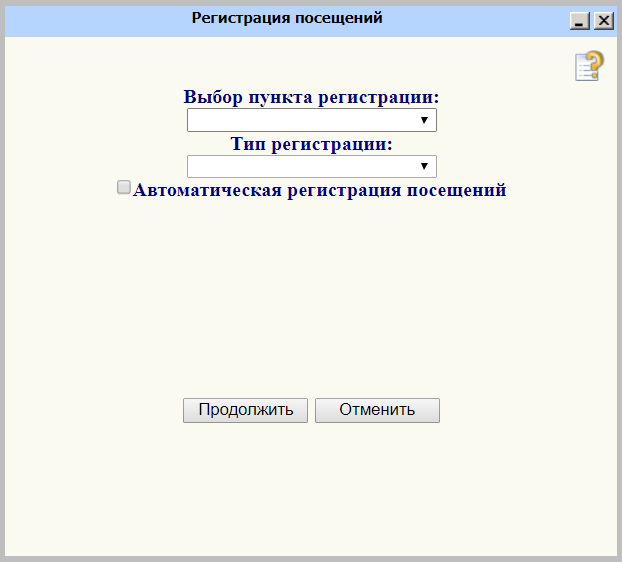 Регистрация посещений
Выбор пункта регистрации:
Тип регистрации:
Автоматическая регистрация посещений
Продолжить Отменить